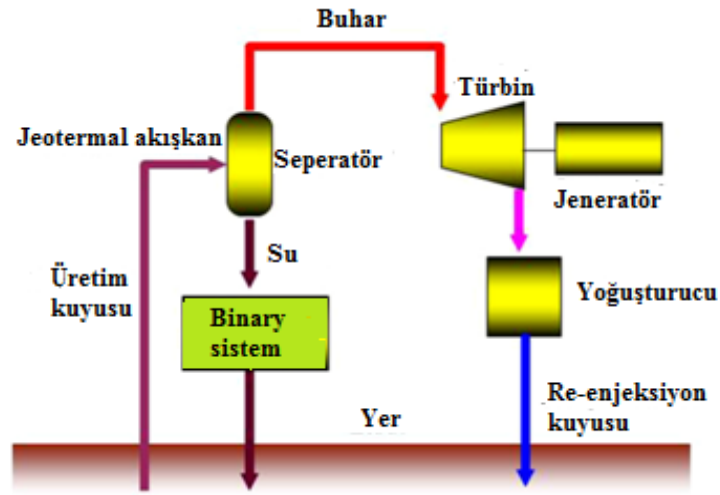 Buhar
Türbin
Jeotermal akışkan
Seperatör
Jeneratör
Su
Üretim
kuyusu
Yoğuşturucu
Binary
sistem
Re-enjeksiyon
kuyusu
Yer